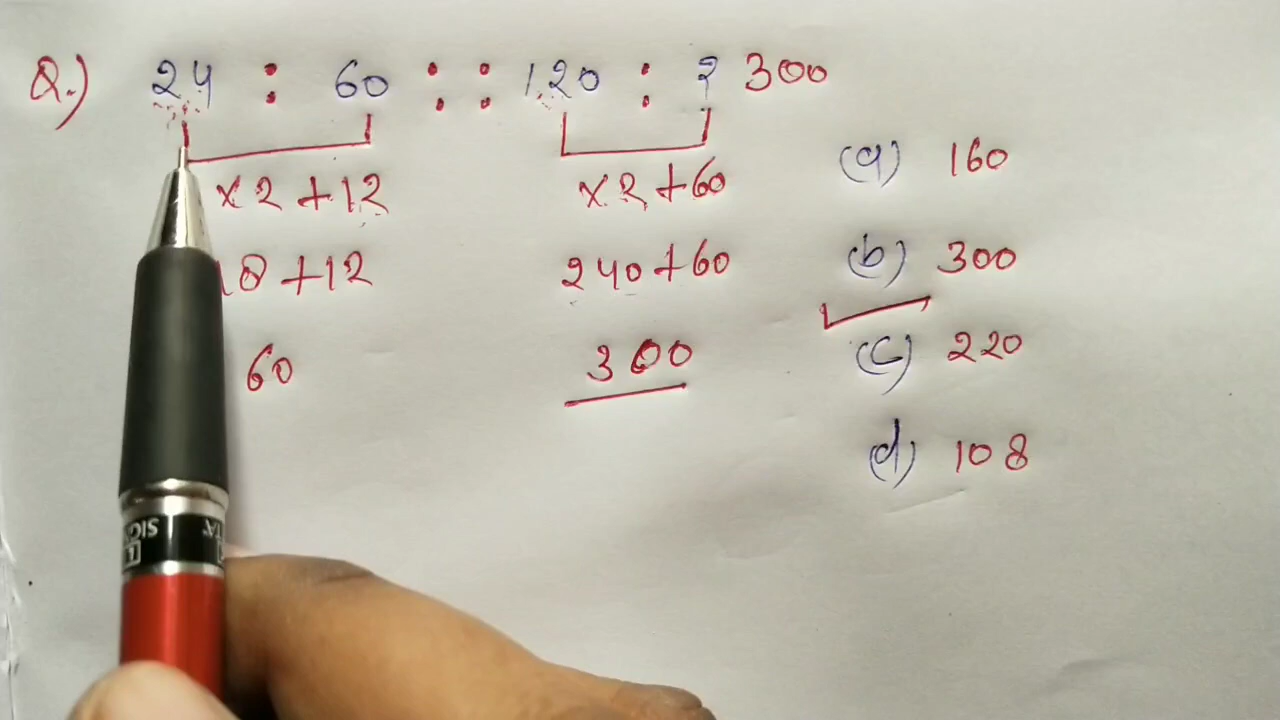 Q.) 24 : 60 :: 120 : ? 300
×2+12
×2+60
(a) 160
8+12
240+60
(b) 300
60
300
(c) 220
(d) 108